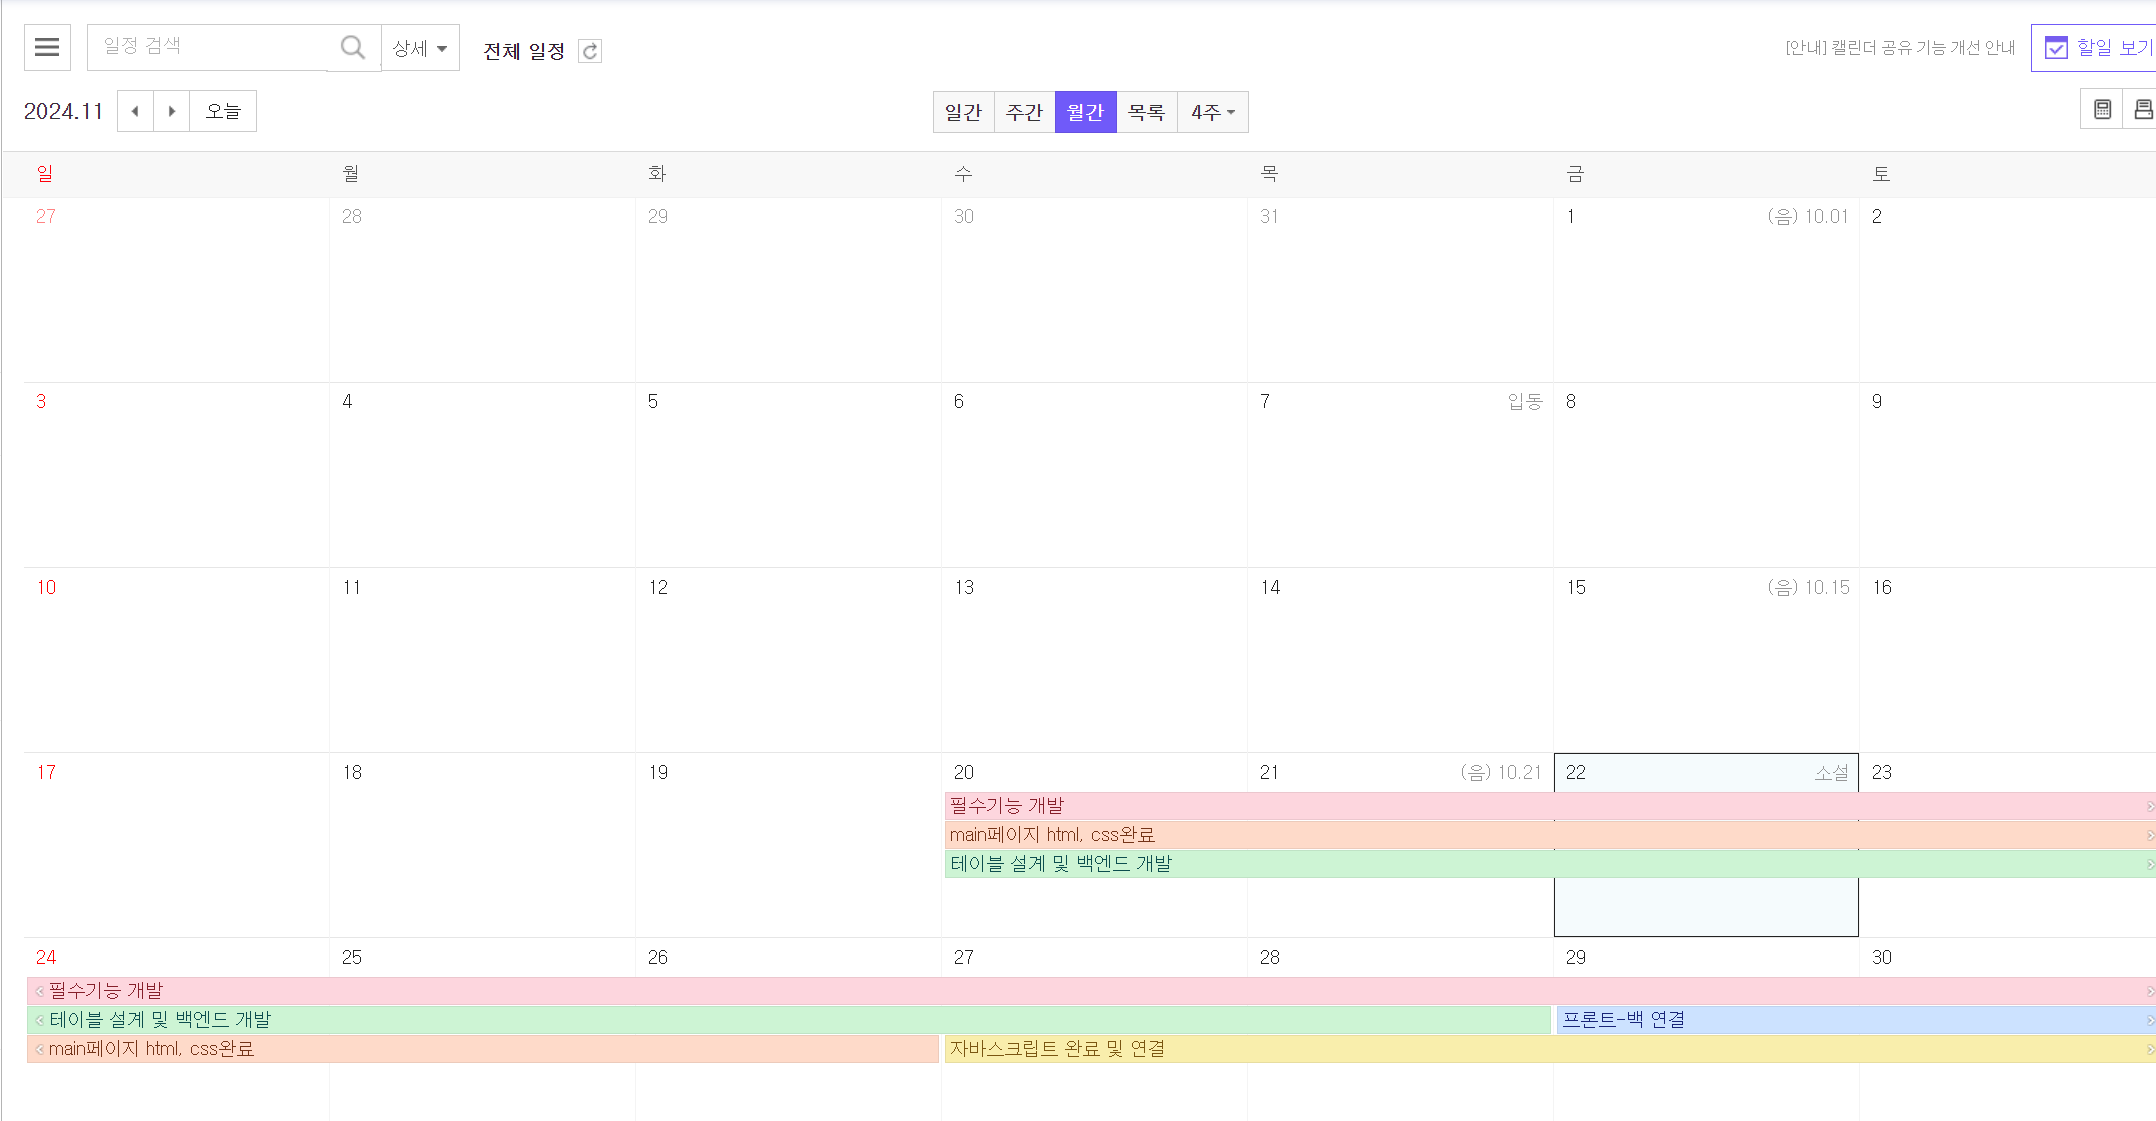 일정 검색 상세 전체 일정 [안내] 캘린더 공유 기능 개선 안내 할일 보기
2024.11 오늘 일간 주간 월간 목록 4주
일 월 화 수 목 금 토
27 28 29 30 31 1 (음) 10.01 2
3 4 5 6 7 입동 8 9
10 11 12 13 14 15 (음) 10.15 16
17 18 19 20 21 (음) 10.21 22 소설 23
필수기능 개발
main페이지 html, css완료
테이블 설계 및 백엔드 개발
24 25 26 27 28 29 30
필수기능 개발
테이블 설계 및 백엔드 개발 프론트-백 연결
main페이지 html, css완료 자바스크립트 완료 및 연결